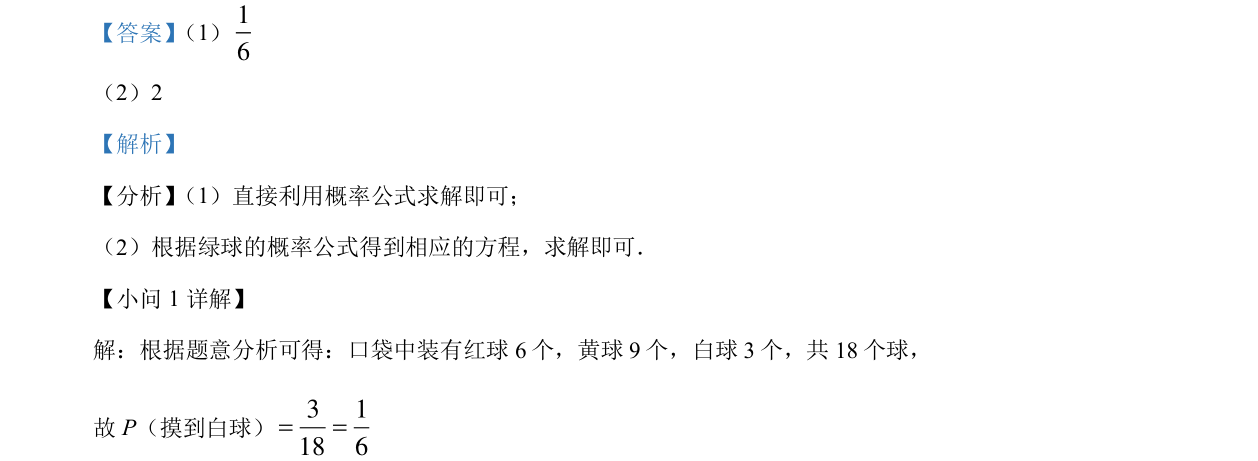 【答案】（1）1/6
（2）2
【解析】
【分析】（1）直接利用概率公式求解即可；
（2）根据绿球的概率公式得到相应的方程，求解即可．
【小问 1 详解】
解：根据题意分析可得：口袋中装有红球 6 个，黄球 9 个，白球 3 个，共 18 个球，
故 P（摸到白球）=3/18=1/6